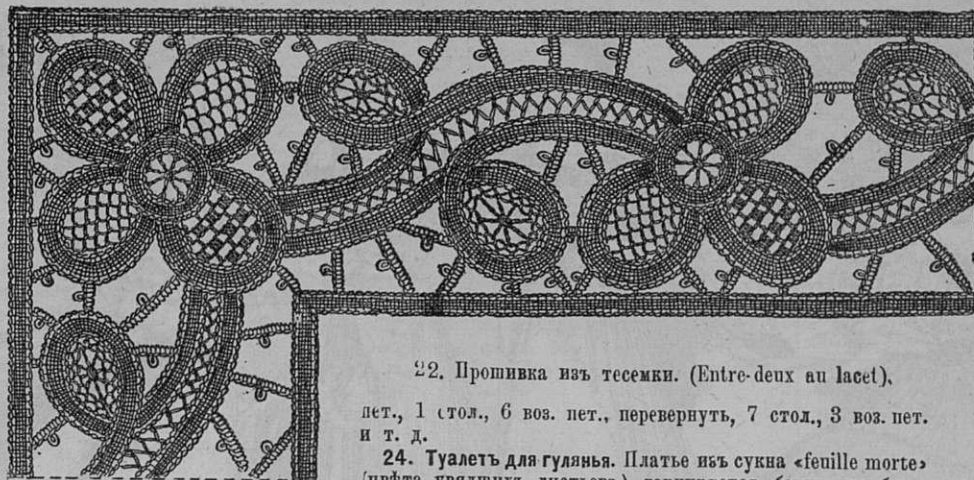 22. Прошивка изъ тесемки. (Entre-deux au lacet).
пет., 1 стол., 6 воз. пет., перевернуть, 7 стол., 3 воз. пет.
и т. д.
24. Туалетъ для гулянья. Платье изъ сукна «feuille morte»